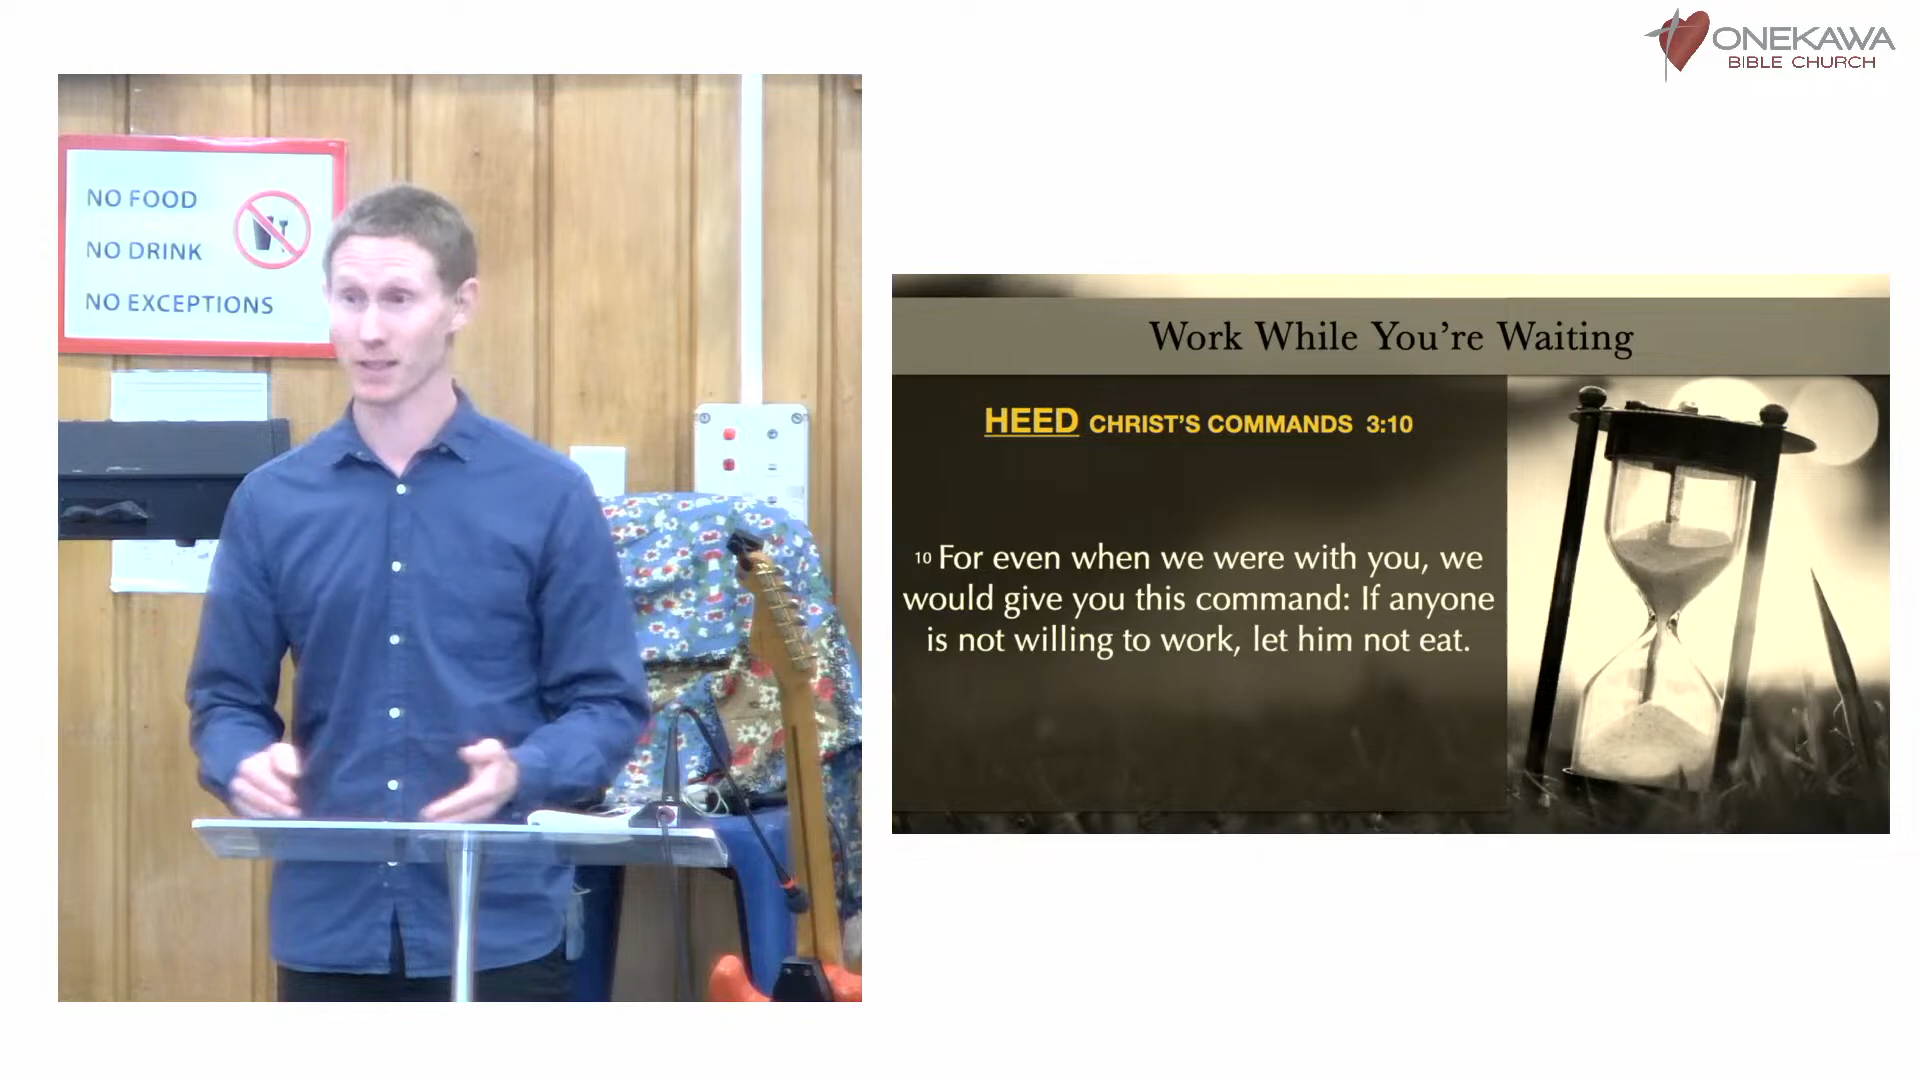 ONEKAWA
BIBLE CHURCH
NO FOOD
NO DRINK
NO EXCEPTIONS
Work While You're Waiting
HEED CHRIST'S COMMANDS 3:10
10 For even when we were with you, we
would give you this command: If anyone
is not willing to work, let him not eat.